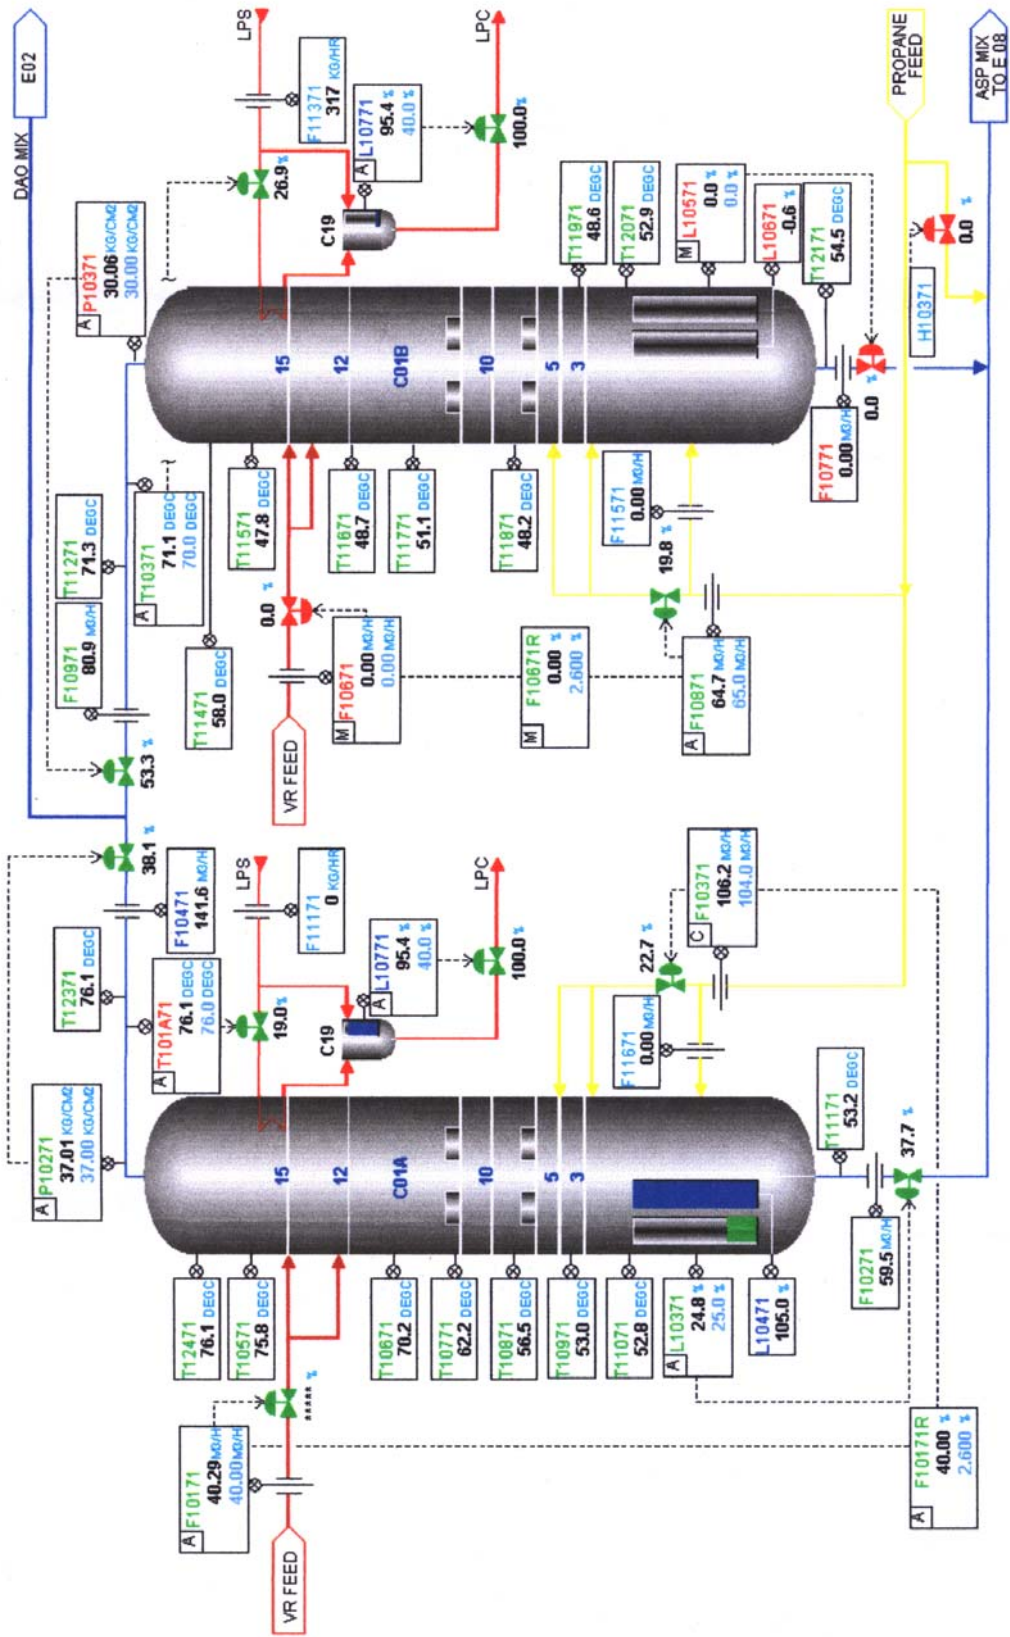 E02
DAO MIX
A P10271
37.01 KG/CM2
37.00 KG/CM2
T12371
76.1 DEGC
38.1 %
53.3 %
F10971
80.9 M3/H
T11271
71.3 DEGC
A P10371
30.06 KG/CM2
30.00 KG/CM2
A T101A71
76.1 DEGC
76.0 DEGC
F10471
141.6 M3/H
A T10371
71.1 DEGC
70.0 DEGC
T12471
76.1 DEGC
T11471
58.0 DEGC
A F10171
40.29 M3/H
40.00 M3/H
T10571
75.8 DEGC
LPS
LPS
T11571
47.8 DEGC
19.0%
26.9 %
VR FEED
***** %
15
F11171
0 KG/HR
VR FEED
0.0 %
15
F11371
317 KG/HR
12
C19
12
C19
A L10771
95.4 %
40.0 %
M F10671
0.00 M3/H
0.00 M3/H
T11671
48.7 DEGC
A L10771
95.4 %
40.0 %
T10671
70.2 DEGC
C01A
T11771
51.1 DEGC
C01B
T10771
62.2 DEGC
10
LPC
100.0 %
10
LPC
100.0%
T10871
56.5 DEGC
M F10671R
0.00 %
2.600 %
T11871
48.2 DEGC
5
5
T10971
53.0 DEGC
3
3
T11971
48.6 DEGC
T11071
52.8 DEGC
F11671
0.00 M3/H
22.7 %
19.8 %
F11571
0.00 M3/H
T12071
52.9 DEGC
A L10371
24.8 %
25.0 %
C F10371
106.2 M3/H
104.0 M3/H
A F10871
64.7 M3/H
65.0 M3/H
M L10571
0.0 %
0.0 %
L10471
105.0 %
L10671
-0.6 %
T11171
53.2 DEGC
T12171
54.5 DEGC
F10271
59.5 M3/H
37.7 %
F10771
0.00 M3/H
0.0 %
A F10171R
40.00 %
2.600 %
H10371
PROPANE
FEED
0.0 %
ASP MIX
TO E 08